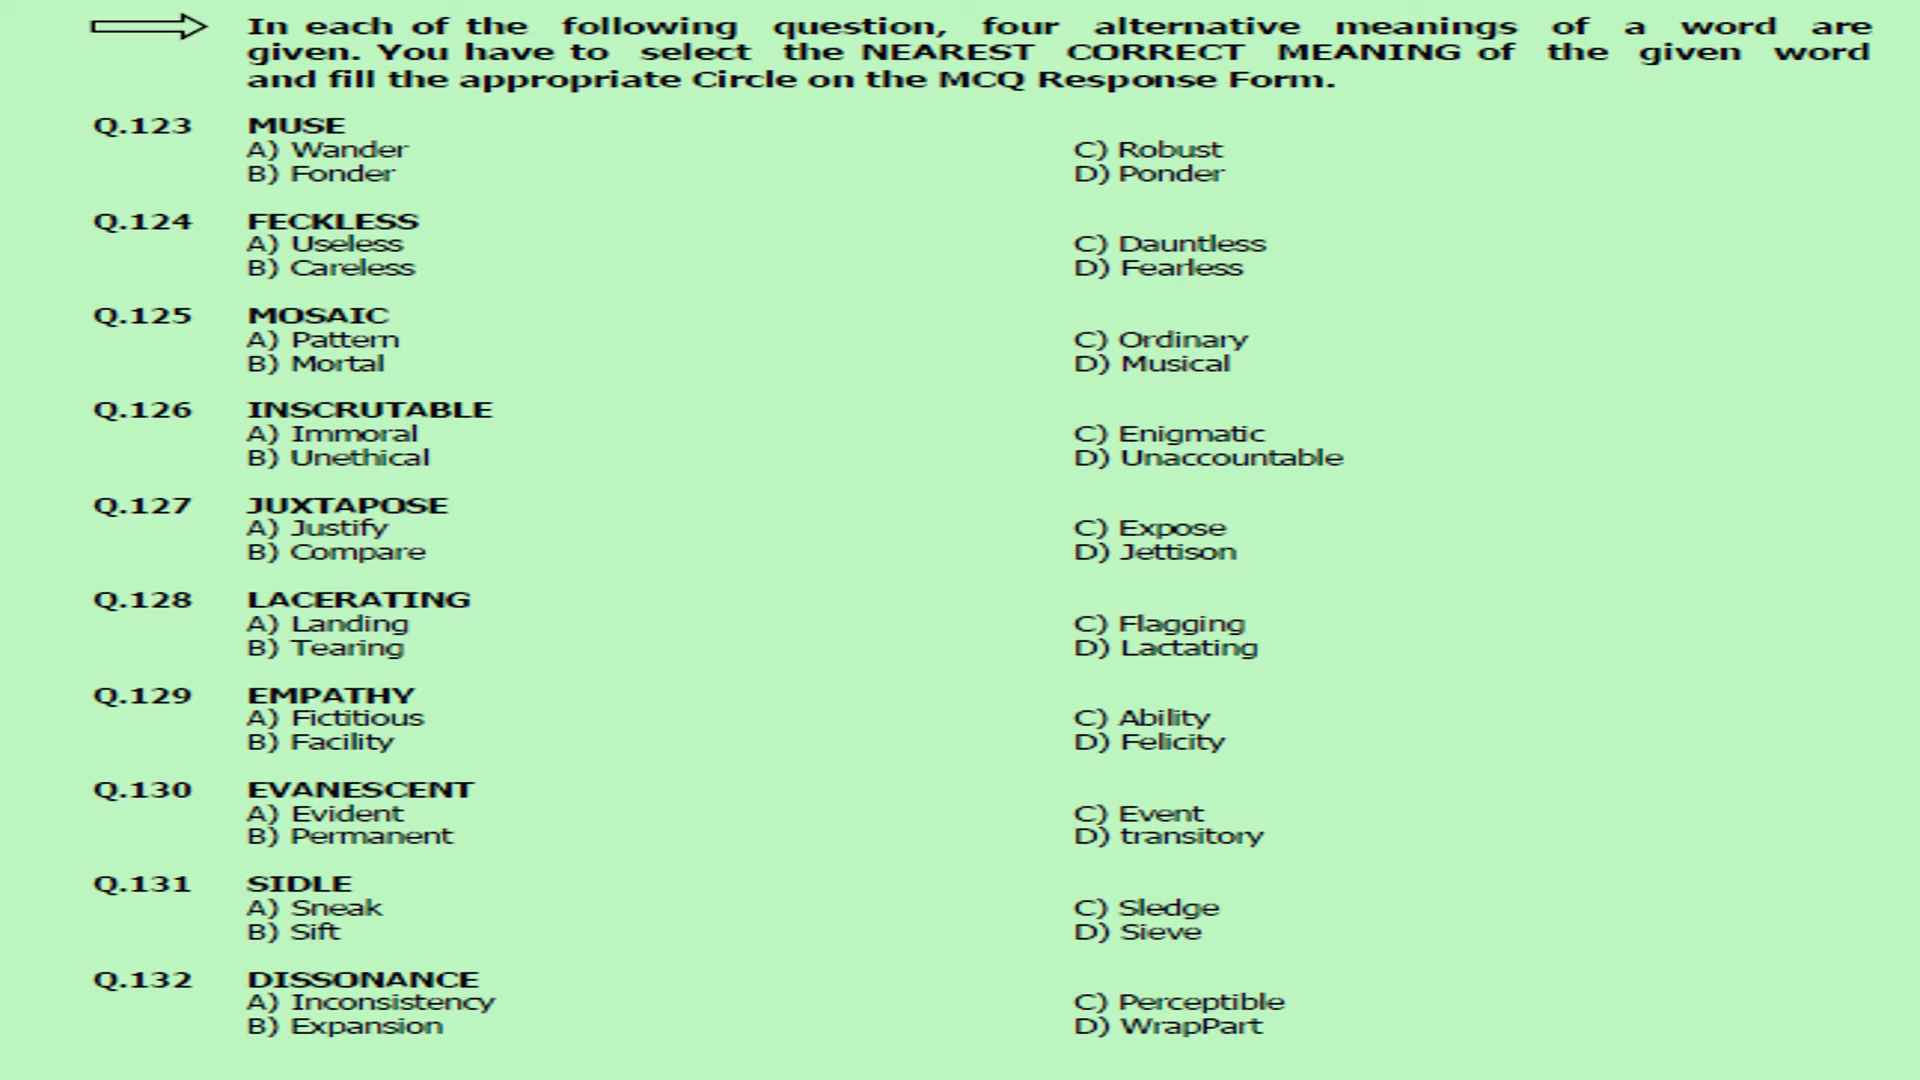 In each of the following question, four alternative meanings of a word are
given. You have to select the NEAREST CORRECT MEANING of the given word
and fill the appropriate Circle on the MCQ Response Form.
Q.123 MUSE
A) Wander C) Robust
B) Fonder D) Ponder
Q.124 FECKLESS
A) Useless C) Dauntless
B) Careless D) Fearless
Q.125 MOSAIC
A) Pattern C) Ordinary
B) Mortal D) Musical
Q.126 INSCRUTABLE
A) Immoral C) Enigmatic
B) Unethical D) Unaccountable
Q.127 JUXTAPOSE
A) Justify C) Expose
B) Compare D) Jettison
Q.128 LACERATING
A) Landing C) Flagging
B) Tearing D) Lactating
Q.129 EMPATHY
A) Fictitious C) Ability
B) Facility D) Felicity
Q.130 EVANESCENT
A) Evident C) Event
B) Permanent D) transitory
Q.131 SIDLE
A) Sneak C) Sledge
B) Sift D) Sieve
Q.132 DISSONANCE
A) Inconsistency C) Perceptible
B) Expansion D) WrapPart